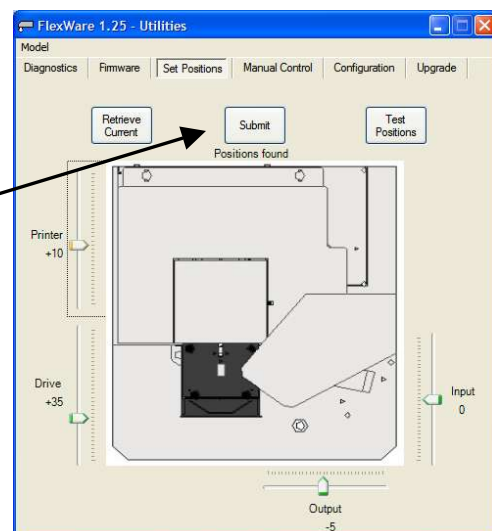 FlexWare 1.25 - Utilities
Model
Diagnostics Firmware Set Positions Manual Control Configuration Upgrade
Retrieve
Current
Submit
Test
Positions
Positions found
Printer
+10
Drive
+35
Input
0
Output
-5